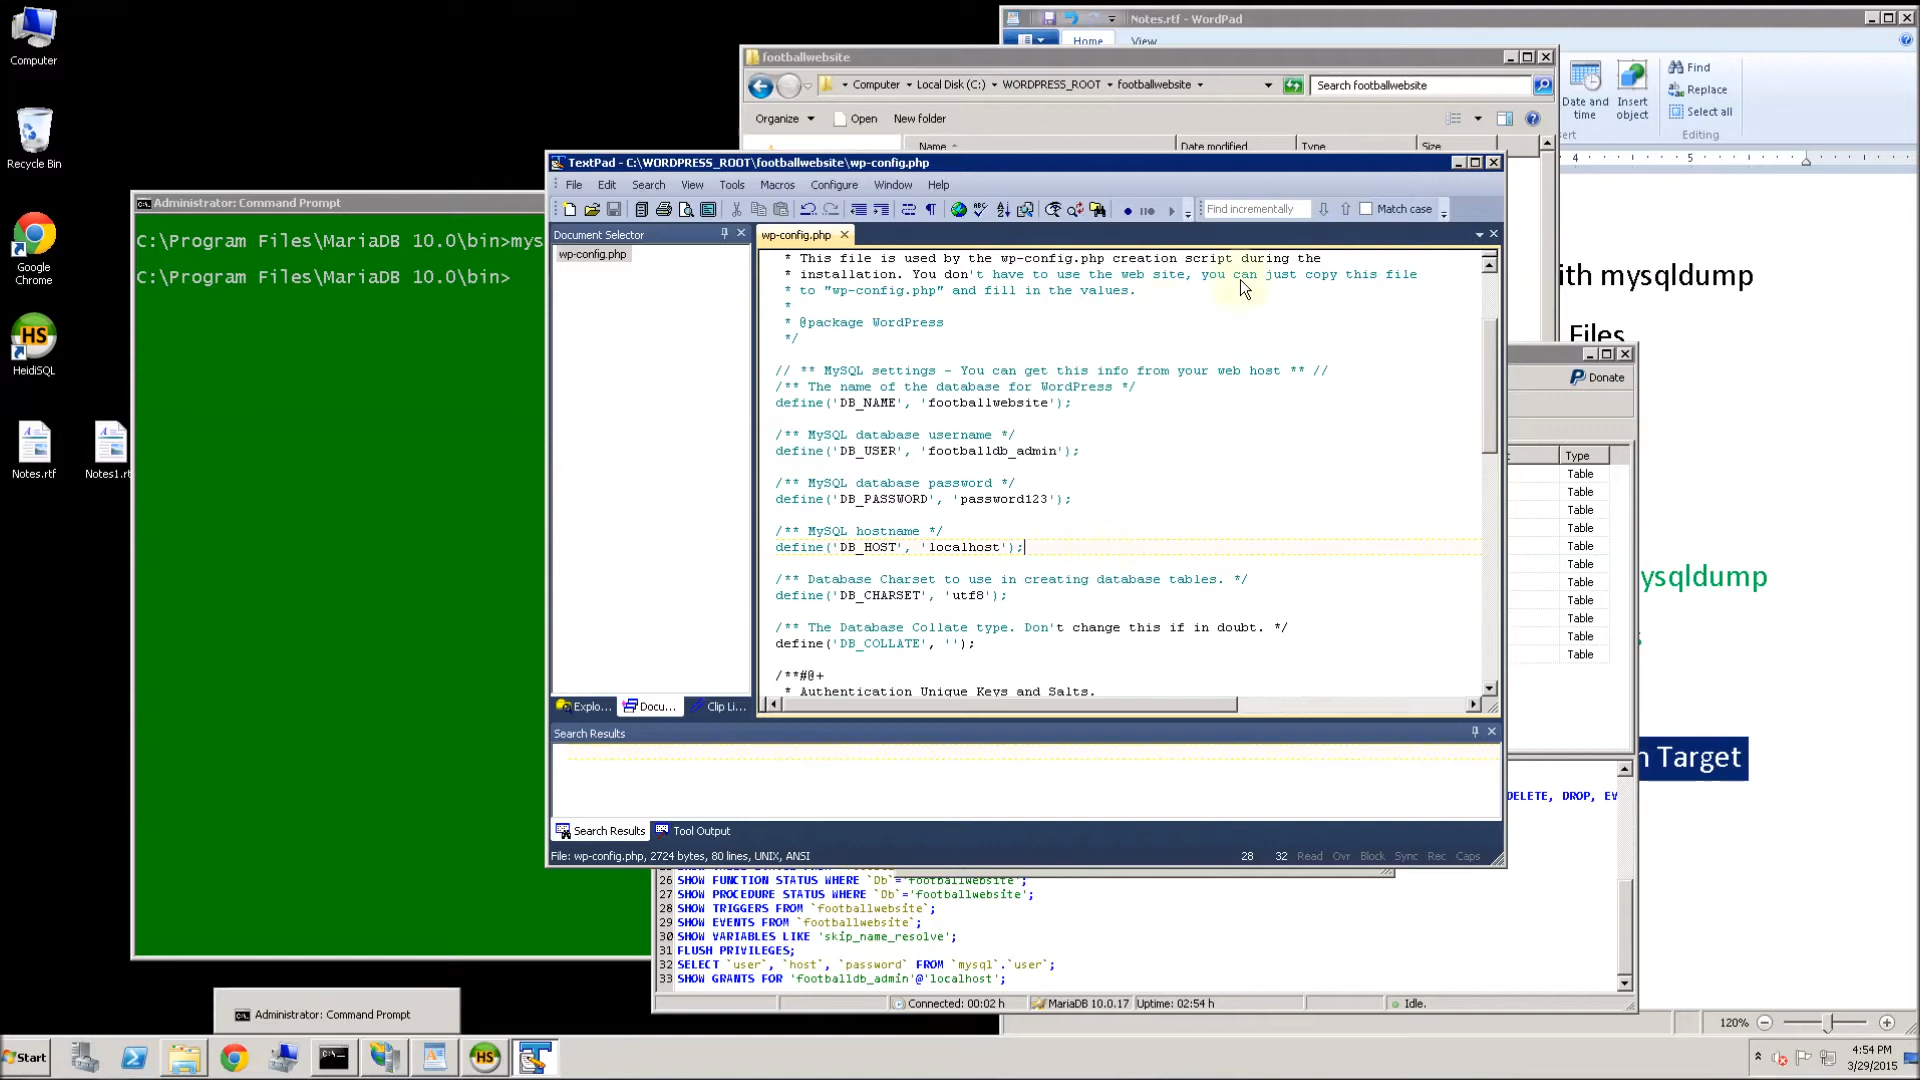 Computer
Recycle Bin
Google
Chrome
HeidiSQL
Notes.rtf
Notes1.rt
Notes.rtf - WordPad
Home
View
Find
Replace
Select all
Date and
time
Insert
object
Editing
4
5
ith mysqldump
Files
ysqldump
n Target
footballwebsite
Computer
Local Disk (C:)
WORDPRESS_ROOT
footballwebsite
Search footballwebsite
Organize
Open
New folder
Name
Date modified
Type
Size
Administrator: Command Prompt
C:\Program Files\MariaDB 10.0\bin>mys
C:\Program Files\MariaDB 10.0\bin>
TextPad - C:\WORDPRESS_ROOT\footballwebsite\wp-config.php
File Edit Search View Tools Macros Configure Window Help
Find incrementally
Match case
Document Selector
wp-config.php
wp-config.php
* This file is used by the wp-config.php creation script during the
* installation. You don't have to use the web site, you can just copy this file
* to "wp-config.php" and fill in the values.
*
* @package WordPress
*/
// ** MySQL settings - You can get this info from your web host ** //
/** The name of the database for WordPress */
define('DB_NAME', 'footballwebsite');
/** MySQL database username */
define('DB_USER', 'footballdb_admin');
/** MySQL database password */
define('DB_PASSWORD', 'password123');
/** MySQL hostname */
define('DB_HOST', 'localhost');
/** Database Charset to use in creating database tables. */
define('DB_CHARSET', 'utf8');
/** The Database Collate type. Don't change this if in doubt. */
define('DB_COLLATE', '');
/**#@+
* Authentication Unique Keys and Salts.
Explo...
Docu...
Clip Li...
Search Results
Search Results
Tool Output
File: wp-config.php, 2724 bytes, 80 lines, UNIX, ANSI
28 32 Read Ovr Block Sync Rec Caps
Donate
Type
Table
Table
Table
Table
Table
Table
Table
Table
Table
Table
Table
DELETE, DROP, EV
26 SHOW FUNCTION STATUS WHERE `Db`='footballwebsite';
27 SHOW PROCEDURE STATUS WHERE `Db`='footballwebsite';
28 SHOW TRIGGERS FROM `footballwebsite`;
29 SHOW EVENTS FROM `footballwebsite`;
30 SHOW VARIABLES LIKE 'skip_name_resolve';
31 FLUSH PRIVILEGES;
32 SELECT `user`, `host`, `password` FROM `mysql`.`user`;
33 SHOW GRANTS FOR 'footballdb_admin'@'localhost';
Connected: 00:02 h
MariaDB 10.0.17
Uptime: 02:54 h
Idle.
120%
Administrator: Command Prompt
Start
4:54 PM
3/29/2015